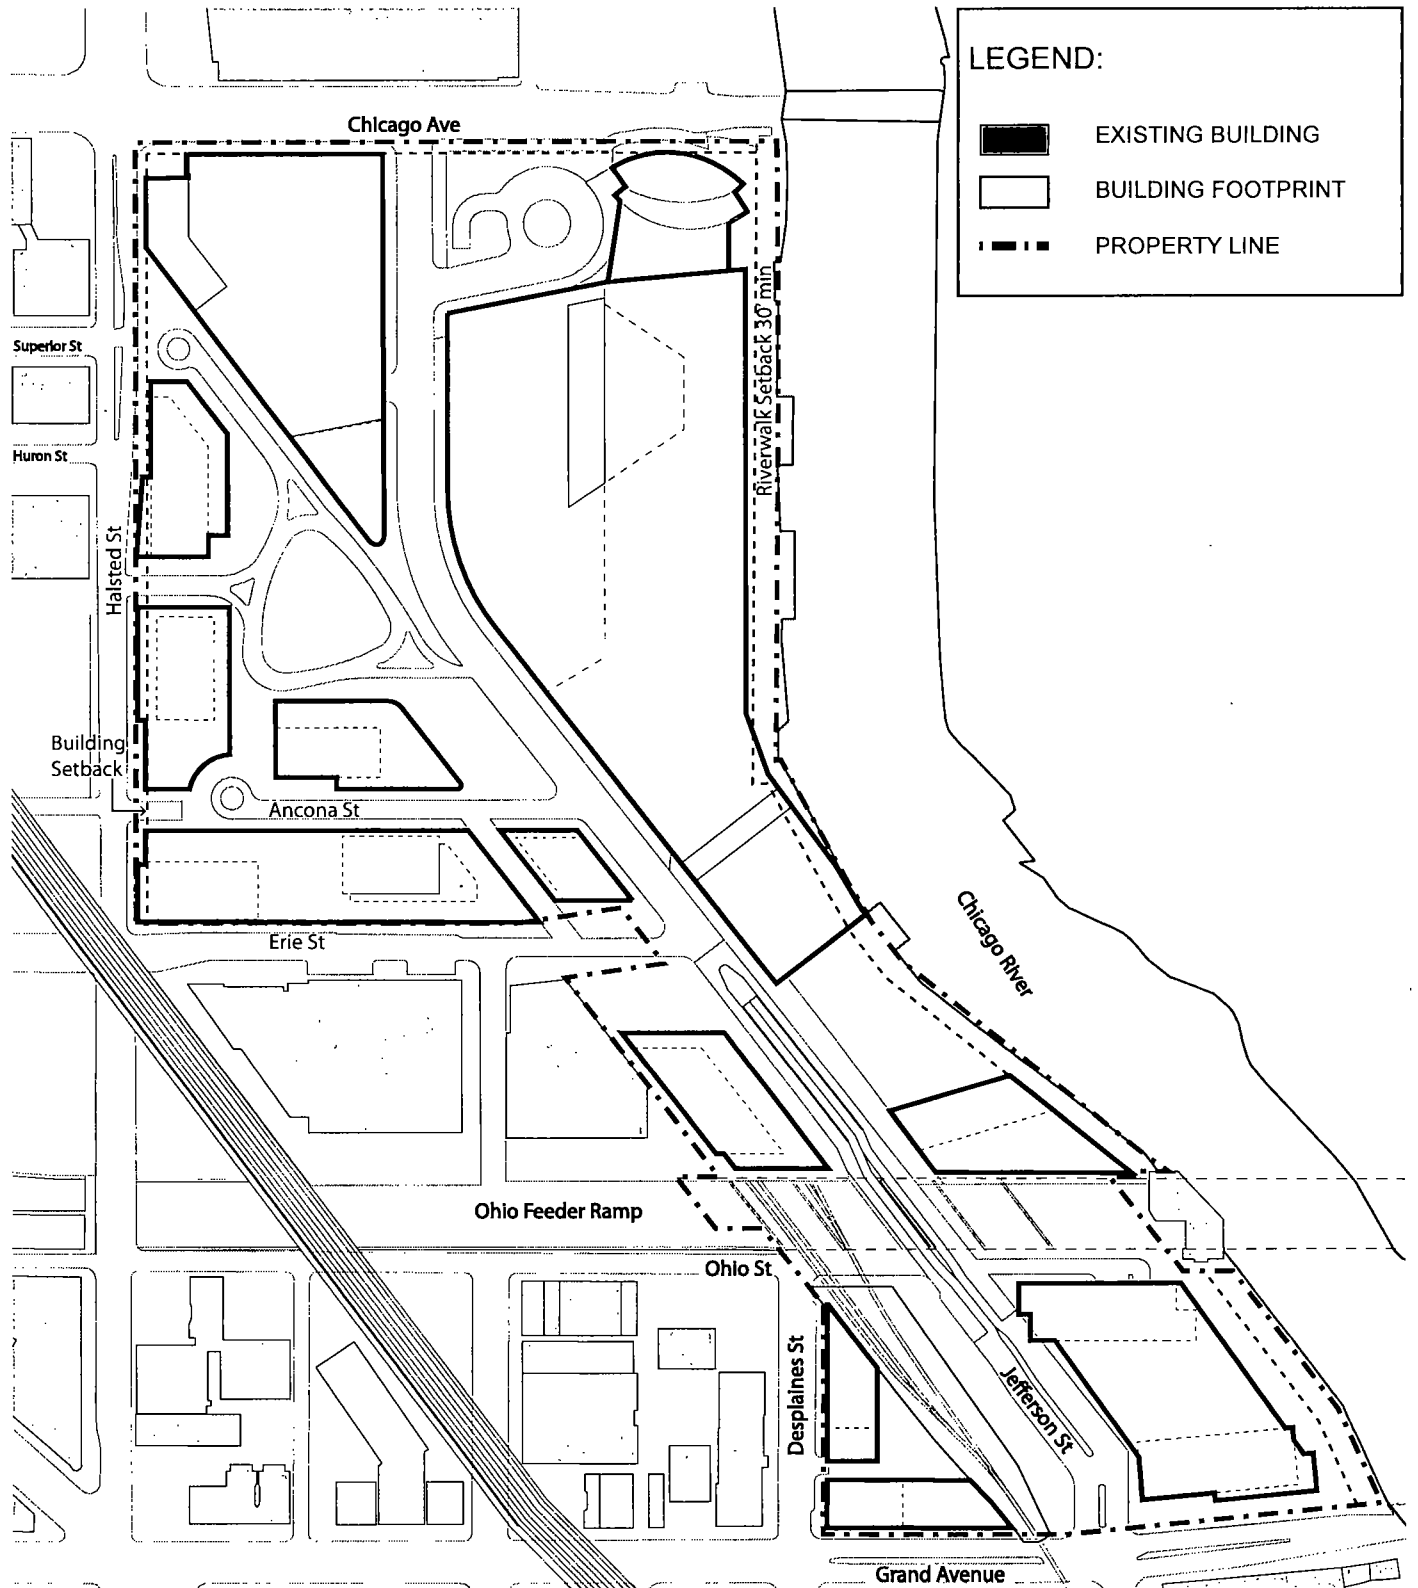 LEGEND:
EXISTING BUILDING
BUILDING FOOTPRINT
PROPERTY LINE
Chicago Ave
Riverwalk Setback 30' min
Superior St
Huron St
Halsted St
Building
Setback
Ancona St
Erie St
Chicago River
Ohio Feeder Ramp
Ohio St
Desplaines St
Jefferson St
Grand Avenue